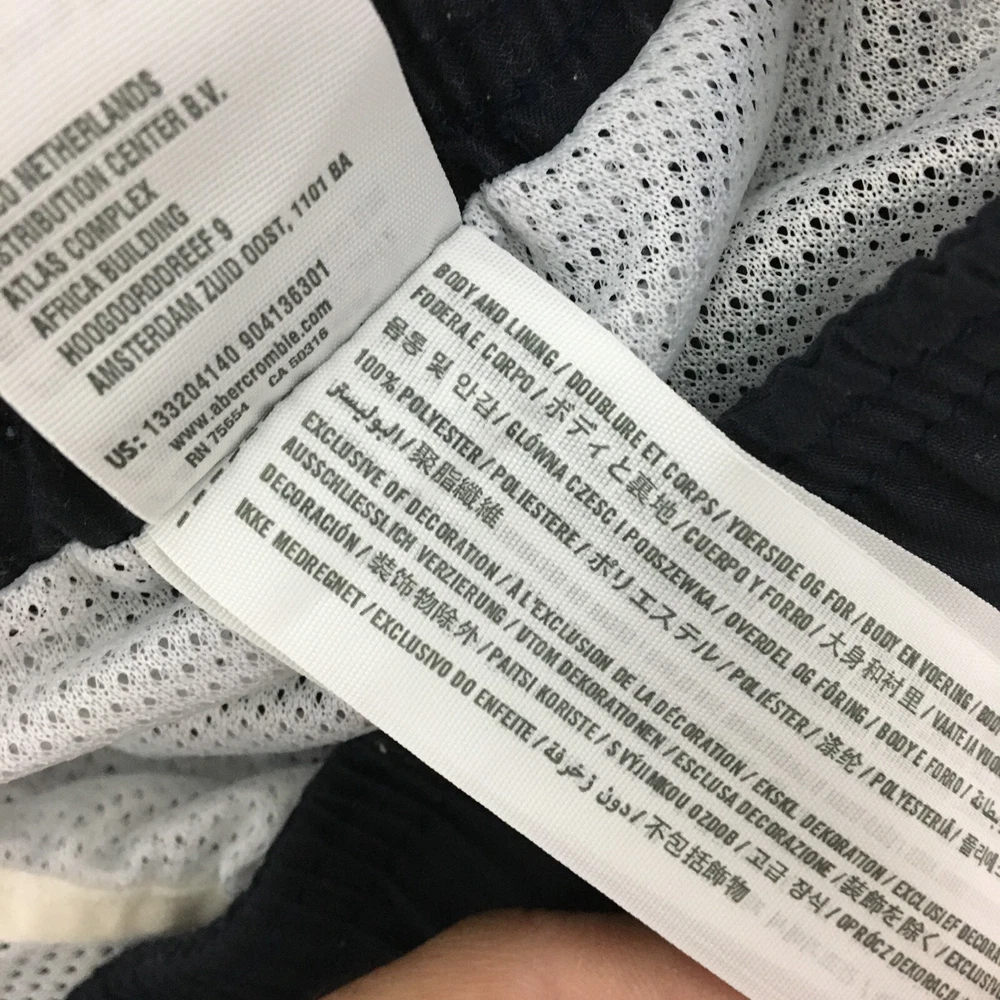 CO NETHERLANDS
DISTRIBUTION CENTER B.V.
ATLAS COMPLEX
AFRICA BUILDING
HOOGOORDDREEF 9
AMSTERDAM ZUID OOST, 1101 BA
US: 133204140 904136301
www.abercrombie.com
CA 50316
RN 75654
BODY AND LINING / DOUBLURE ET CORPS / YDERSIDE OG FOR / BODY EN VOERING /
FODERA E CORPO / ボディと裏地 / CUERPO Y FORRO / 大身和衬里 / VAATE JA
몸통 및 안감 / GLÓWNA CZESC I PODSZEWKA / OVERDEL OG FÔRING / BODY E FORRO /
100% POLYESTER / POLIESTERE / ポリエステル / POLIÉSTER / 涤纶 / POLYESTERIÄ /
البوليستر / 聚脂纖維
EXCLUSIVE OF DECORATION / À L'EXCLUSION DE LA DÉCORATION / EKSKL DEKORATION / EXCLUSIEF
AUSSCHLIESSLICH VERZIERUNG / UTOM DEKORATIONEN / ESCLUSA DECORAZIONE / 装飾を除く / EXCLUSIVE
DECORACIÓN / 装饰物除外 / PAITSI KORISTE / S VÝJIMKOU OZDOB / 고급 장식 / OPRÓCZ
IKKE MEDREGNET / EXCLUSIVO DO ENFEITE / دون زخرفة / 不包括飾物